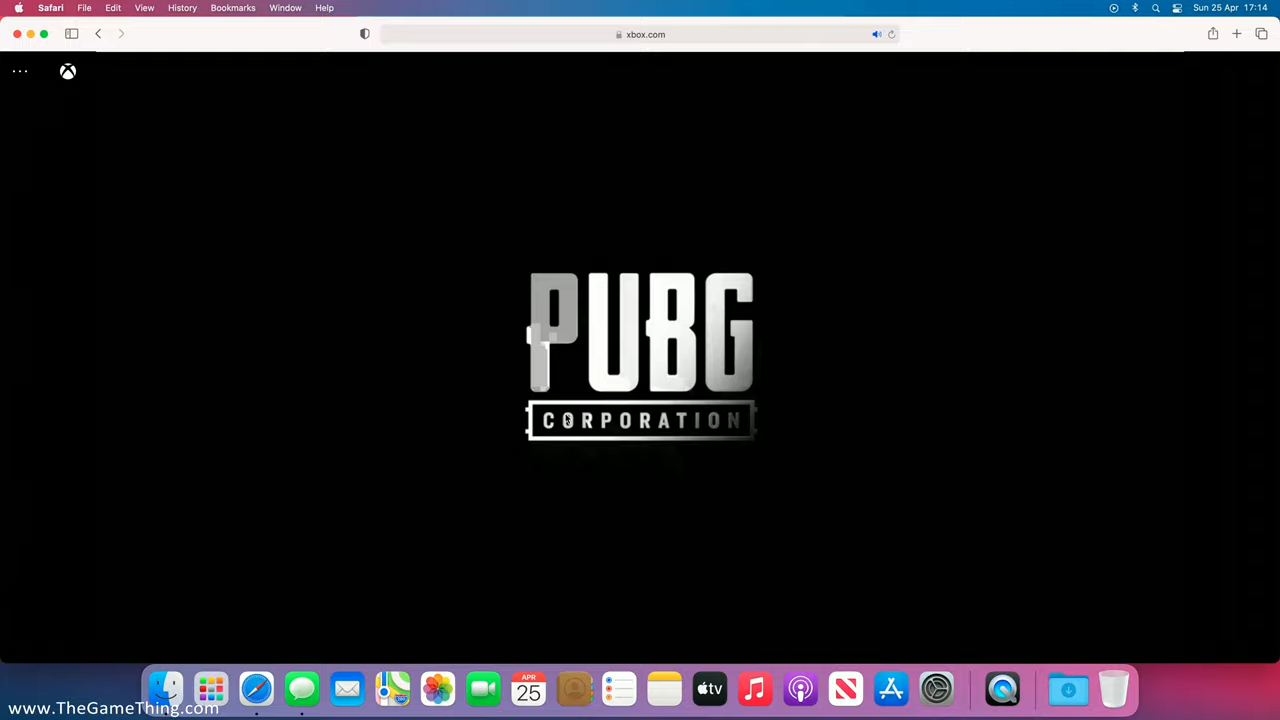 Safari File Edit View History Bookmarks Window Help Sun 25 Apr 17:14
xbox.com
PUBG
CORPORATION
APR
25
tv
www.TheGameThing.com